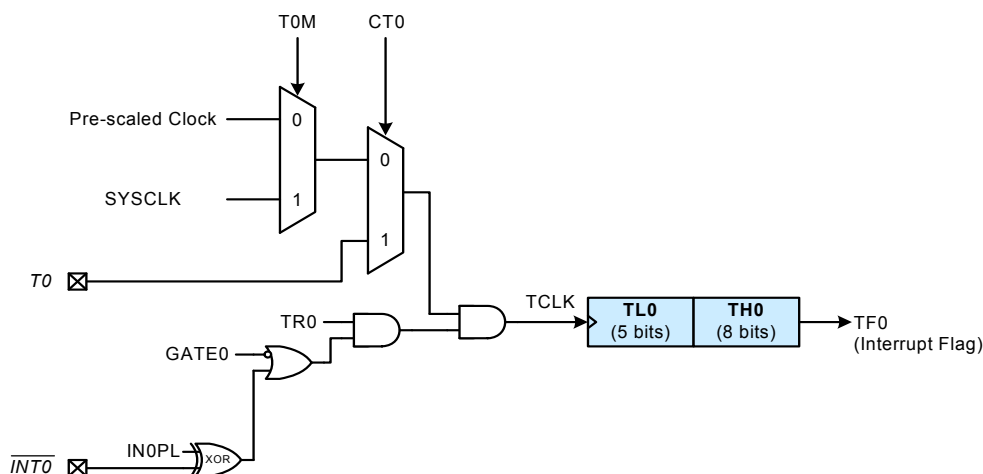 T0M
CT0
Pre-scaled Clock
0
SYSCLK
1
0
1
T0
TCLK
TL0
(5 bits)
TH0
(8 bits)
TF0
(Interrupt Flag)
TR0
GATE0
IN0PL
XOR
INT0